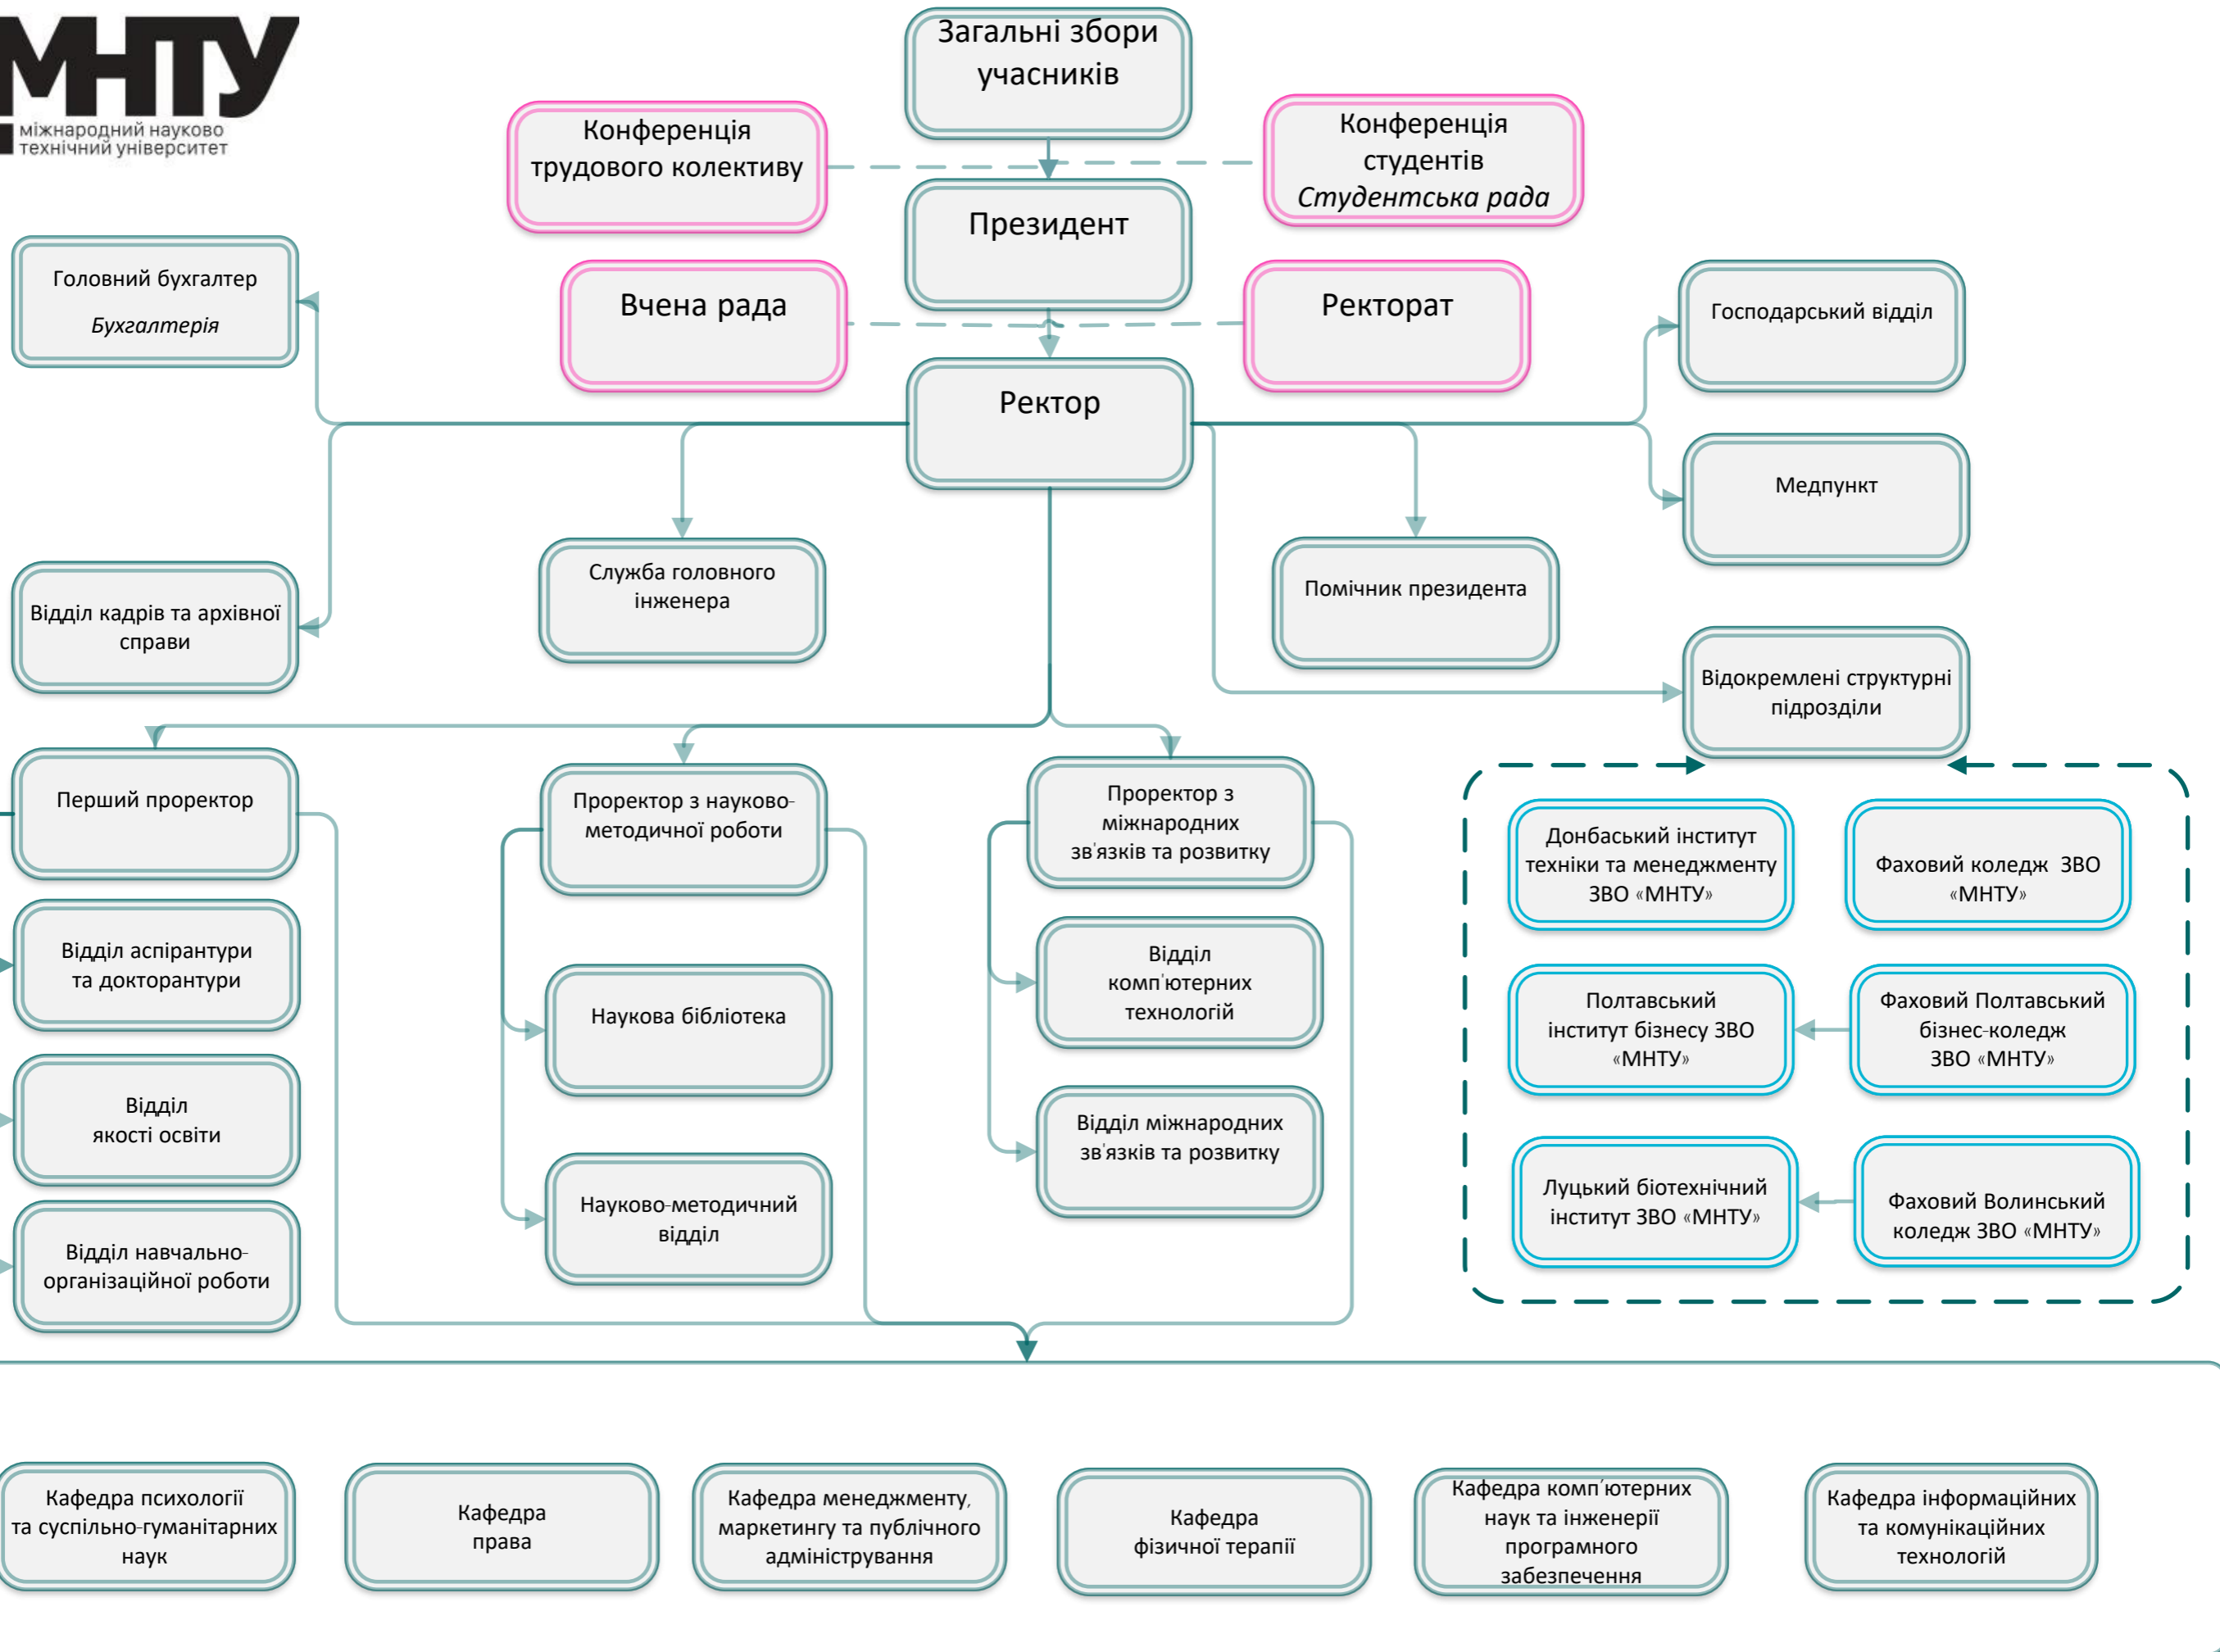 МНТУ
міжнародний науково
технічний університет
Загальні збори
учасників
Конференція
трудового колективу
Конференція
студентів
Студентська рада
Президент
Головний бухгалтер
Бухгалтерія
Вчена рада
Ректорат
Господарський відділ
Ректор
Медпункт
Служба головного
інженера
Помічник президента
Відділ кадрів та архівної
справи
Відокремлені структурні
підрозділи
Перший проректор
Проректор з науково-
методичної роботи
Проректор з
міжнародних
зв'язків та розвитку
Донбаський інститут
техніки та менеджменту
ЗВО «МНТУ»
Фаховий коледж ЗВО
«МНТУ»
Відділ аспірантури
та докторантури
Наукова бібліотека
Відділ
комп'ютерних
технологій
Полтавський
інститут бізнесу ЗВО
«МНТУ»
Фаховий Полтавський
бізнес-коледж
ЗВО «МНТУ»
Відділ
якості освіти
Відділ міжнародних
зв'язків та розвитку
Луцький біотехнічний
інститут ЗВО «МНТУ»
Фаховий Волинський
коледж ЗВО «МНТУ»
Відділ навчально-
організаційної роботи
Науково-методичний
відділ
Кафедра психології
та суспільно-гуманітарних
наук
Кафедра
права
Кафедра менеджменту,
маркетингу та публічного
адміністрування
Кафедра
фізичної терапії
Кафедра комп'ютерних
наук та інженерії
програмного
забезпечення
Кафедра інформаційних
та комунікаційних
технологій